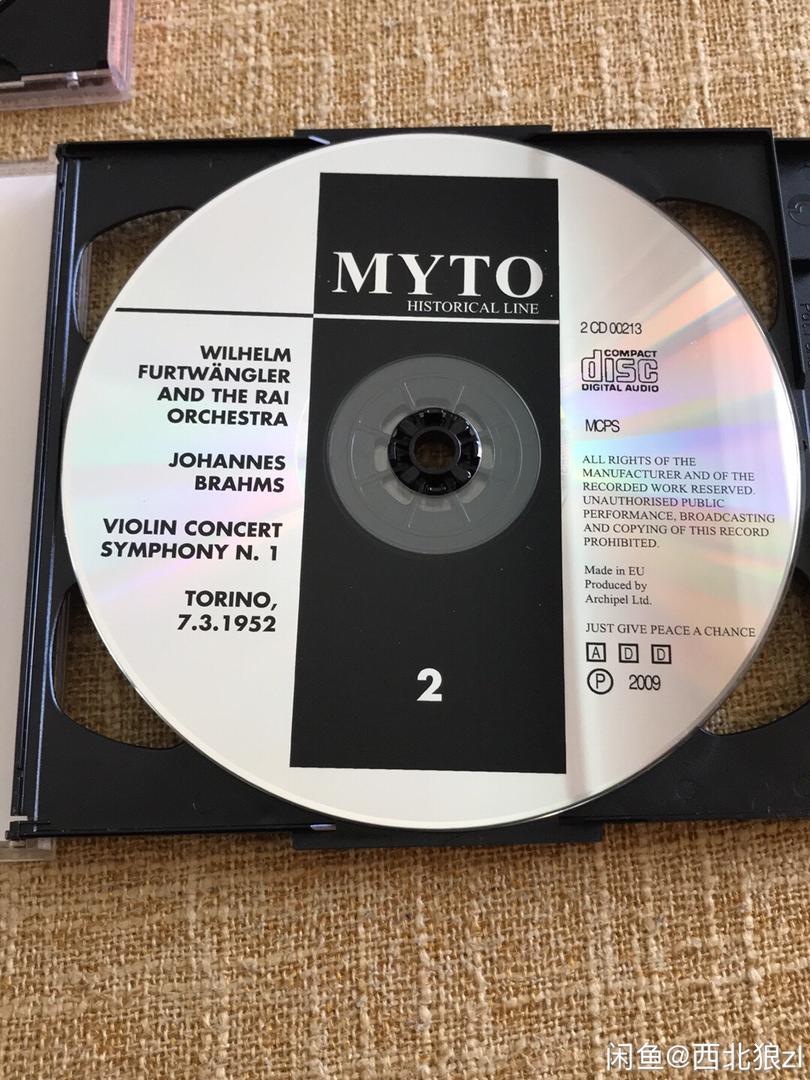 MYTO
HISTORICAL LINE
WILHELM
FURTWÄNGLER
AND THE RAI
ORCHESTRA
JOHANNES
BRAHMS
VIOLIN CONCERT
SYMPHONY N. 1
TORINO,
7.3.1952
2
2 CD 00213
COMPACT
disc
DIGITAL AUDIO
MCPS
ALL RIGHTS OF THE
MANUFACTURER AND OF THE
RECORDED WORK RESERVED.
UNAUTHORISED PUBLIC
PERFORMANCE, BROADCASTING
AND COPYING OF THIS RECORD
PROHIBITED.
Made in EU
Produced by
Archipel Ltd.
JUST GIVE PEACE A CHANCE
A D D
℗ 2009
闲鱼@西北狼zl